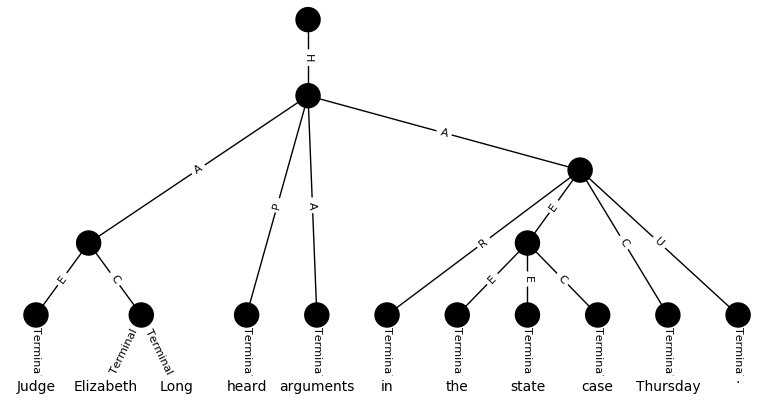 H
A
A
P
A
E
R
E
C
U
E
C
E
E
C
Terminal Terminal Terminal Terminal Terminal Terminal Terminal Terminal Terminal Terminal Terminal
Judge Elizabeth Long heard arguments in the state case Thursday .